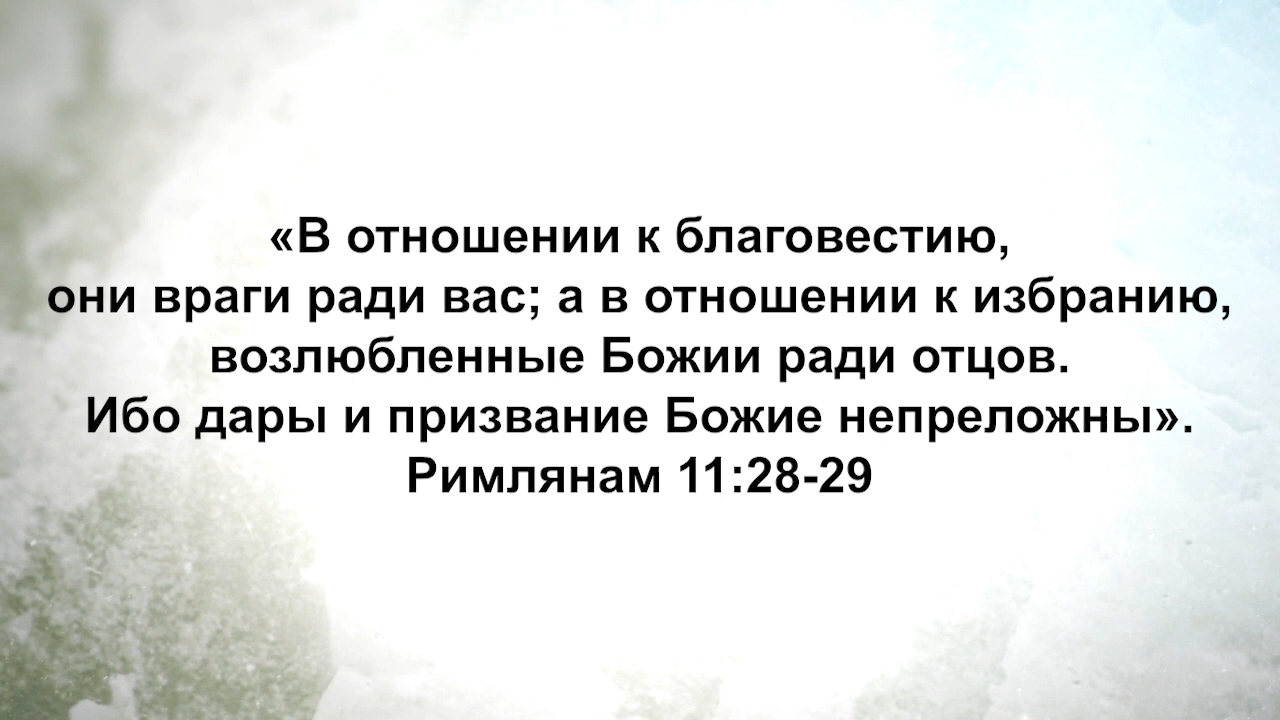 «В отношении к благовестию,
они враги ради вас; а в отношении к избранию,
возлюбленные Божии ради отцов.
Ибо дары и призвание Божие непреложны».
Римлянам 11:28-29